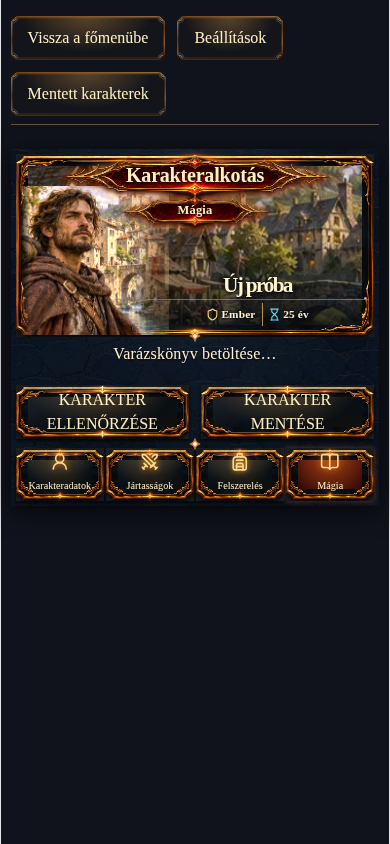 Vissza a főmenübe
Beállítások
Mentett karakterek
Karakteralkotás
Mágia
Új próba
Ember
25 év
Varázskönyv betöltése…
KARAKTER
ELLENŐRZÉSE
KARAKTER
MENTÉSE
Karakteradatok
Jártasságok
Felszerelés
Mágia